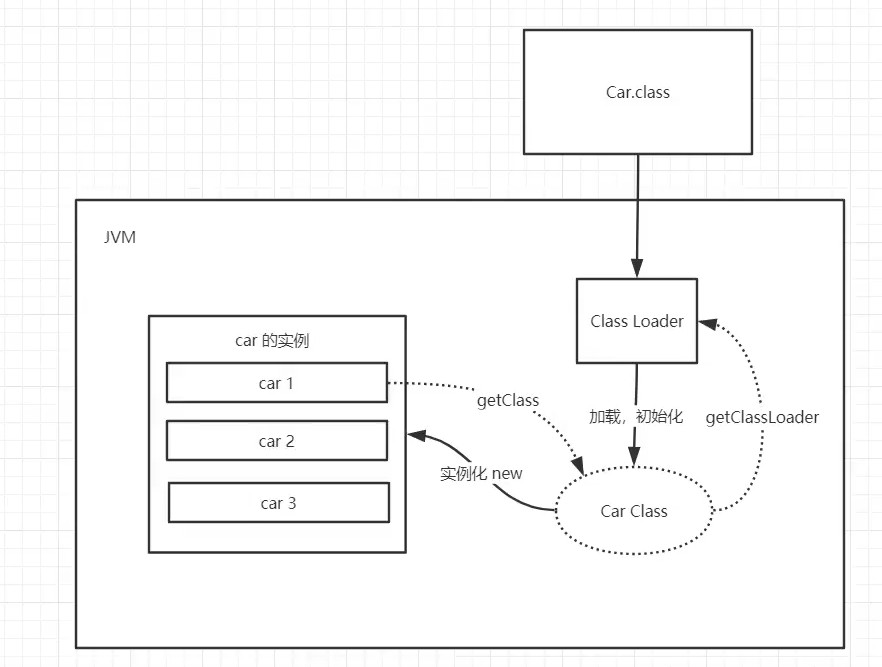 Car.class
JVM
Class Loader
car 的实例
car 1
getClass
加载，初始化
getClassLoader
car 2
实例化 new
car 3
Car Class